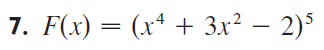 7. F(x) = (x⁴ + 3x² − 2)⁵